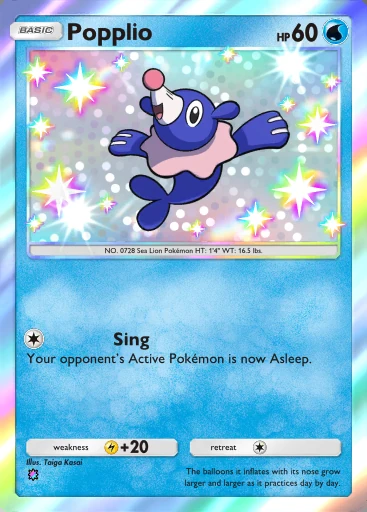 BASIC Popplio HP60
NO. 0728 Sea Lion Pokémon HT: 1'4" WT: 16.5 lbs.
Sing
Your opponent's Active Pokémon is now Asleep.
weakness +20 retreat
Illus. Taiga Kasai
The balloons it inflates with its nose grow
larger and larger as it practices day by day.